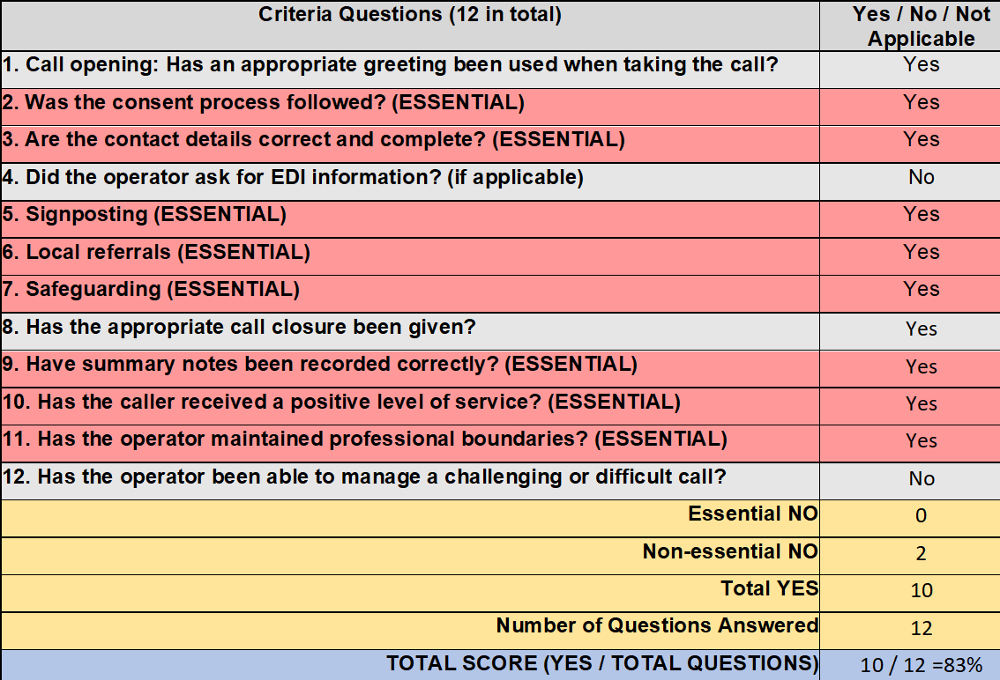 Criteria Questions (12 in total) Yes / No / Not
Applicable
1. Call opening: Has an appropriate greeting been used when taking the call? Yes
2. Was the consent process followed? (ESSENTIAL) Yes
3. Are the contact details correct and complete? (ESSENTIAL) Yes
4. Did the operator ask for EDI information? (if applicable) No
5. Signposting (ESSENTIAL) Yes
6. Local referrals (ESSENTIAL) Yes
7. Safeguarding (ESSENTIAL) Yes
8. Has the appropriate call closure been given? Yes
9. Have summary notes been recorded correctly? (ESSENTIAL) Yes
10. Has the caller received a positive level of service? (ESSENTIAL) Yes
11. Has the operator maintained professional boundaries? (ESSENTIAL) Yes
12. Has the operator been able to manage a challenging or difficult call? No
Essential NO 0
Non-essential NO 2
Total YES 10
Number of Questions Answered 12
TOTAL SCORE (YES / TOTAL QUESTIONS) 10 / 12 =83%